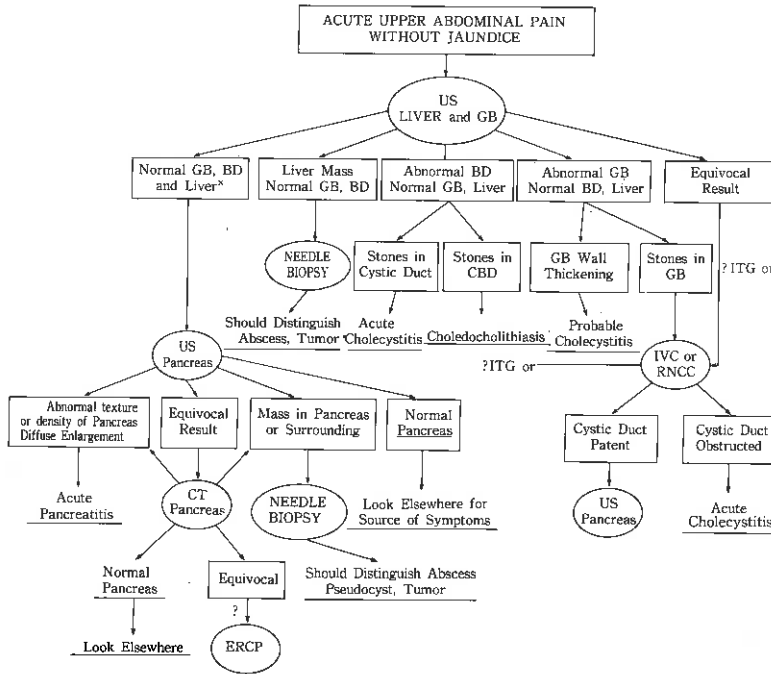 ACUTE UPPER ABDOMINAL PAIN
WITHOUT JAUNDICE
US
LIVER and GB
Normal GB, BD
and Liverˣ
Liver Mass
Normal GB, BD
Abnormal BD
Normal GB, Liver
Abnormal GB
Normal BD, Liver
Equivocal
Result
NEEDLE
BIOPSY
Stones in
Cystic Duct
Stones in
CBD
GB Wall
Thickening
Stones in
GB
?ITG or
Should Distinguish
Abscess, Tumor
Acute
Cholecystitis
Choledocholithiasis
Probable
Cholecystitis
US
Pancreas
?ITG or
IVC or
RNCC
Abnormal texture
or density of Pancreas
Diffuse Enlargement
Equivocal
Result
Mass in Pancreas
or Surrounding
Normal
Pancreas
Cystic Duct
Patent
Cystic Duct
Obstructed
Acute
Pancreatitis
CT
Pancreas
NEEDLE
BIOPSY
Look Elsewhere for
Source of Symptoms
US
Pancreas
Acute
Cholecystitis
Normal
Pancreas
Equivocal
Should Distinguish Abscess
Pseudocyst, Tumor
?
Look Elsewhere
ERCP